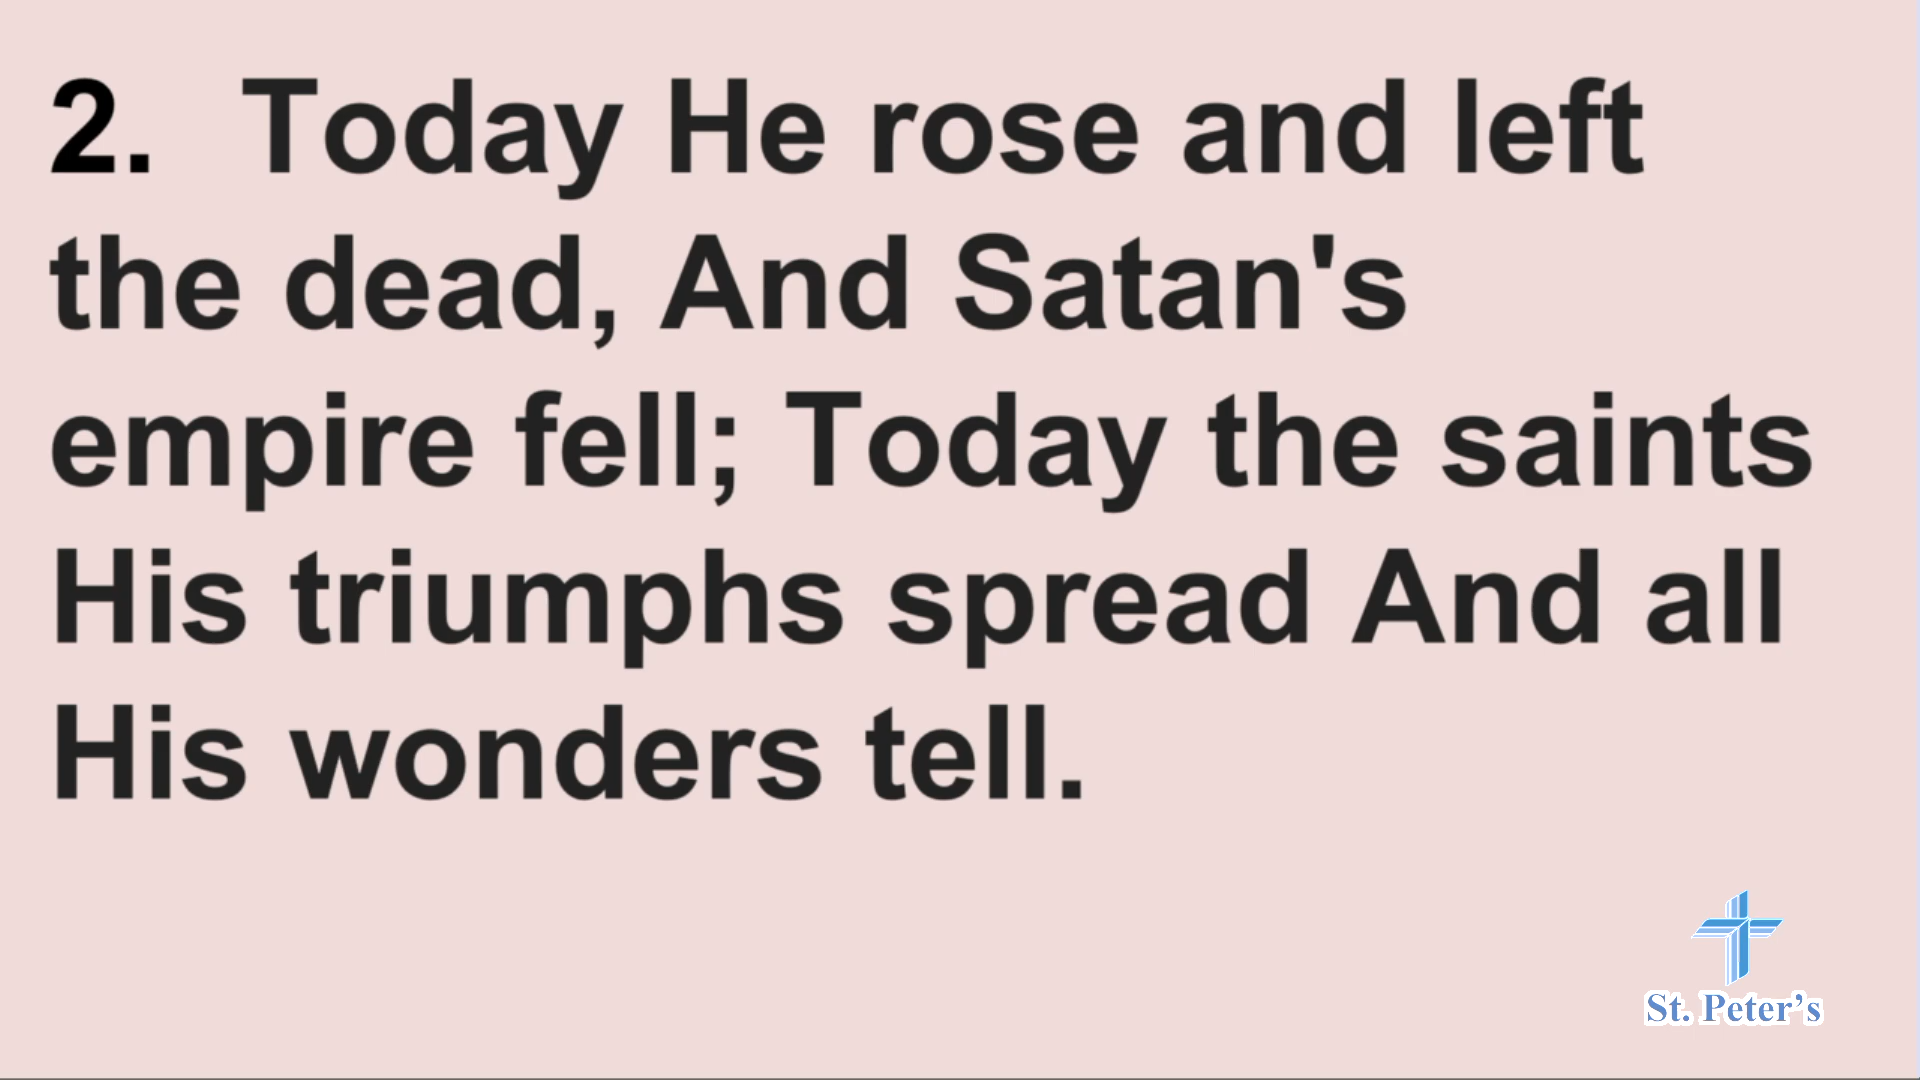 2. Today He rose and left
the dead, And Satan's
empire fell; Today the saints
His triumphs spread And all
His wonders tell.
St. Peter's